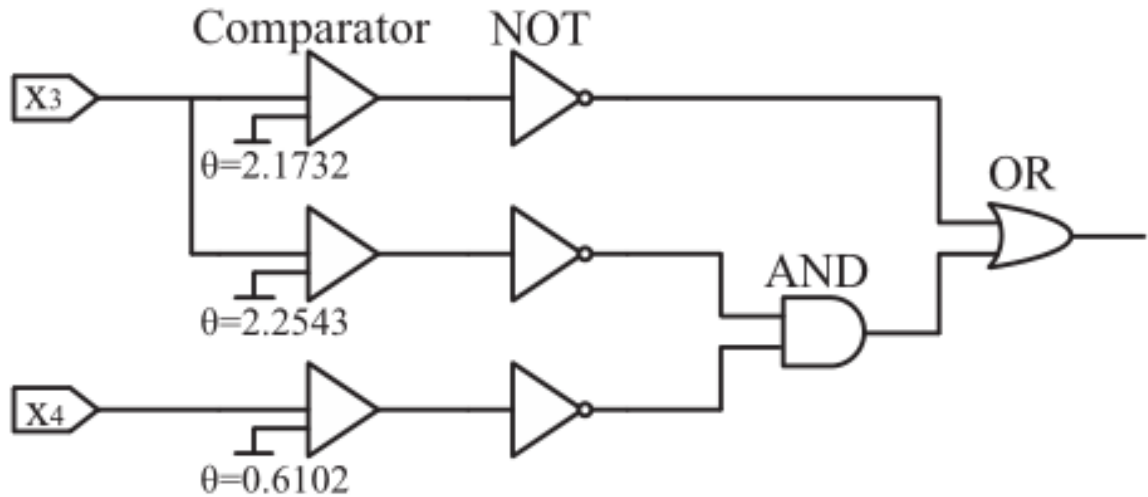 Comparator NOT
X3
θ=2.1732
OR
θ=2.2543
AND
X4
θ=0.6102